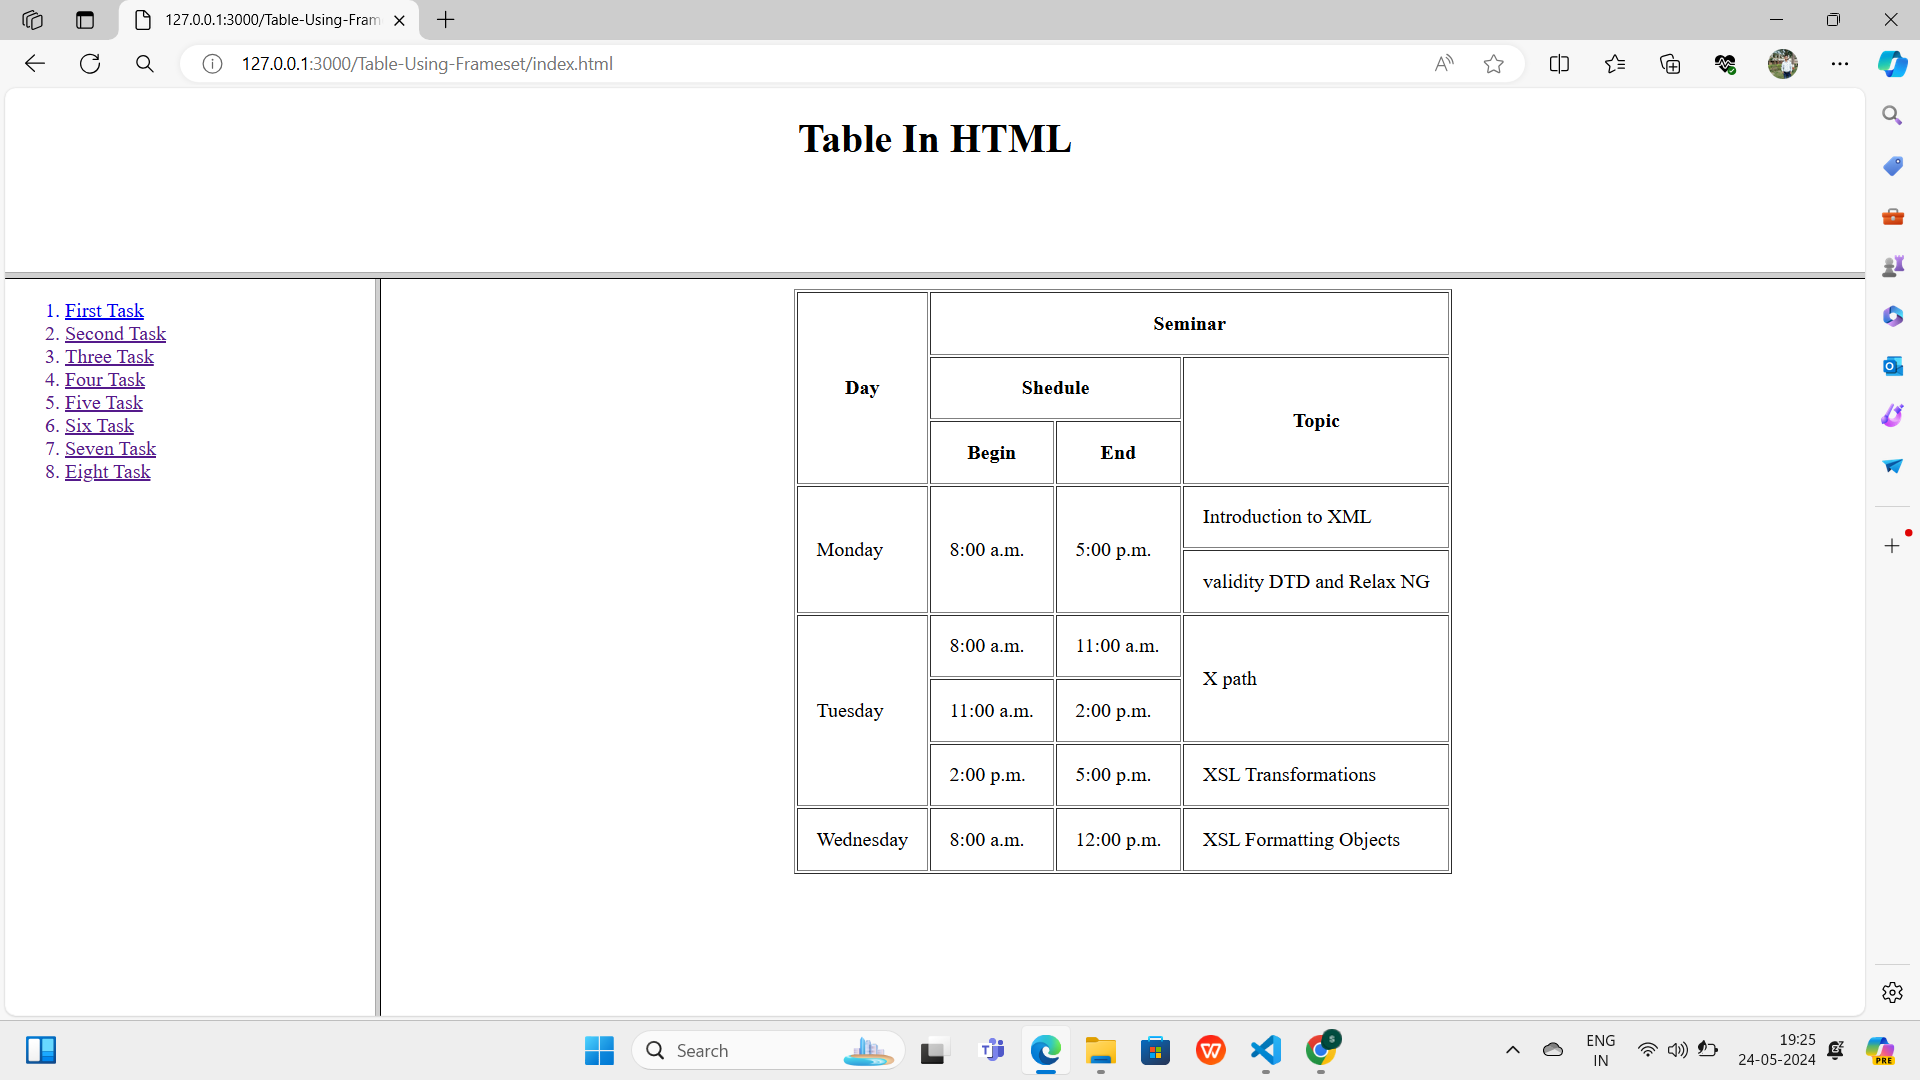 127.0.0.1:3000/Table-Using-Fram
127.0.0.1:3000/Table-Using-Frameset/index.html
Table In HTML
1. First Task
2. Second Task
3. Three Task
4. Four Task
5. Five Task
6. Six Task
7. Seven Task
8. Eight Task
Day
Seminar
Shedule
Topic
Begin End
Monday 8:00 a.m. 5:00 p.m. Introduction to XML
validity DTD and Relax NG
Tuesday 8:00 a.m. 11:00 a.m. X path
11:00 a.m. 2:00 p.m.
2:00 p.m. 5:00 p.m. XSL Transformations
Wednesday 8:00 a.m. 12:00 p.m. XSL Formatting Objects
Search
ENG
IN
19:25
24-05-2024
PRE